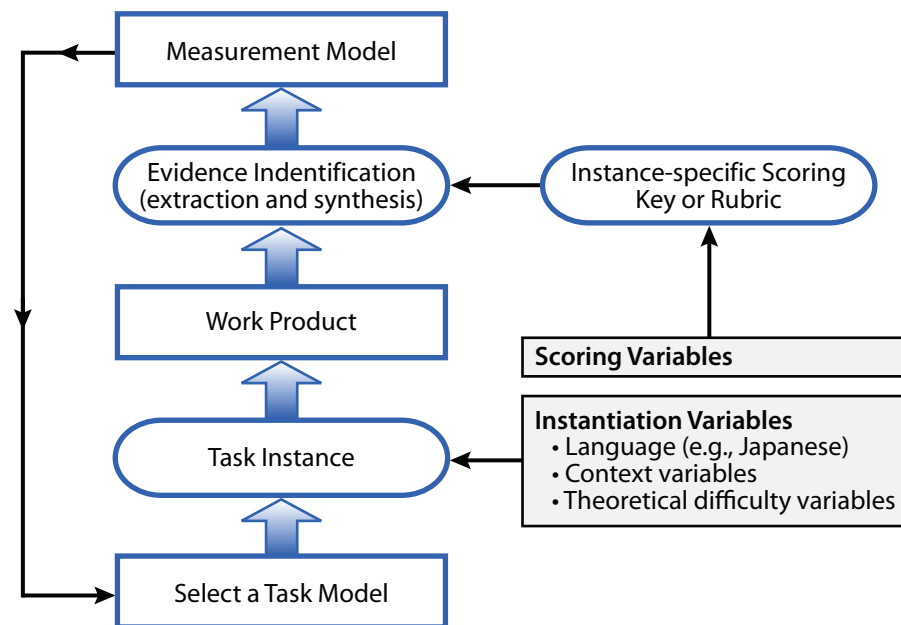 Measurement Model
Evidence Indentification
(extraction and synthesis)
Instance-specific Scoring
Key or Rubric
Work Product
Scoring Variables
Instantiation Variables
• Language (e.g., Japanese)
• Context variables
• Theoretical difficulty variables
Task Instance
Select a Task Model